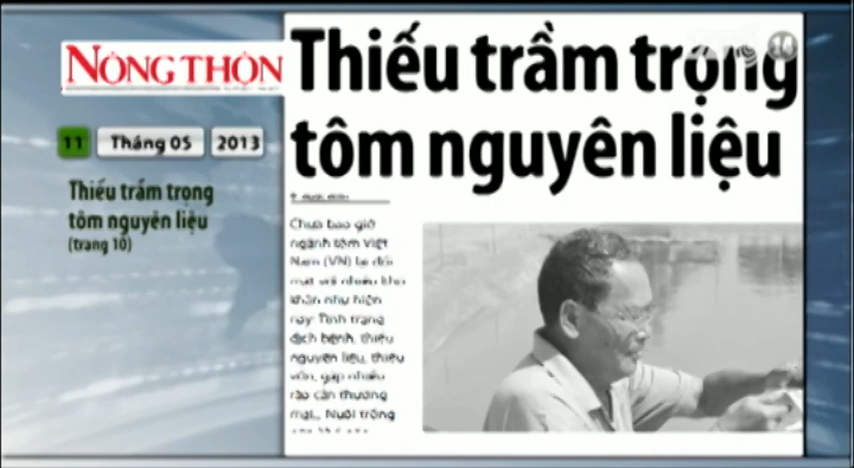 NÔNG THÔN
11 Tháng 05 2013
Thiếu trầm trọng
tôm nguyên liệu
(trang 10)
Thiếu trầm trọng
tôm nguyên liệu
Chưa bao giờ
ngành tôm Việt
Nam (VN) lại đối
mặt với nhiều khó
khăn như hiện
nay: Tình trạng
dịch bệnh, thiếu
nguyên liệu, thiếu
vốn, gặp nhiều
rào cản thương
mại... Nuôi trồng